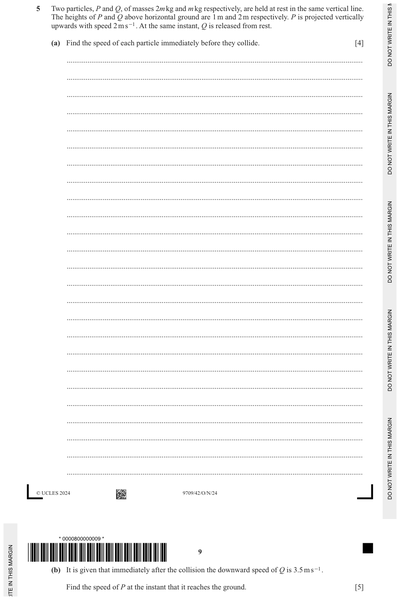 5 Two particles, P and Q, of masses 2m kg and m kg respectively, are held at rest in the same vertical line.
The heights of P and Q above horizontal ground are 1 m and 2 m respectively. P is projected vertically
upwards with speed 2 m s⁻¹. At the same instant, Q is released from rest.
(a) Find the speed of each particle immediately before they collide. [4]
DO NOT WRITE IN THIS MARGIN
DO NOT WRITE IN THIS MARGIN
DO NOT WRITE IN THIS MARGIN
DO NOT WRITE IN THIS MARGIN
DO NOT WRITE IN THIS MARGIN
© UCLES 2024
9709/42/O/N/24
* 0000800000009 *
9
(b) It is given that immediately after the collision the downward speed of Q is 3.5 m s⁻¹.
Find the speed of P at the instant that it reaches the ground. [5]
ITE IN THIS MARGIN